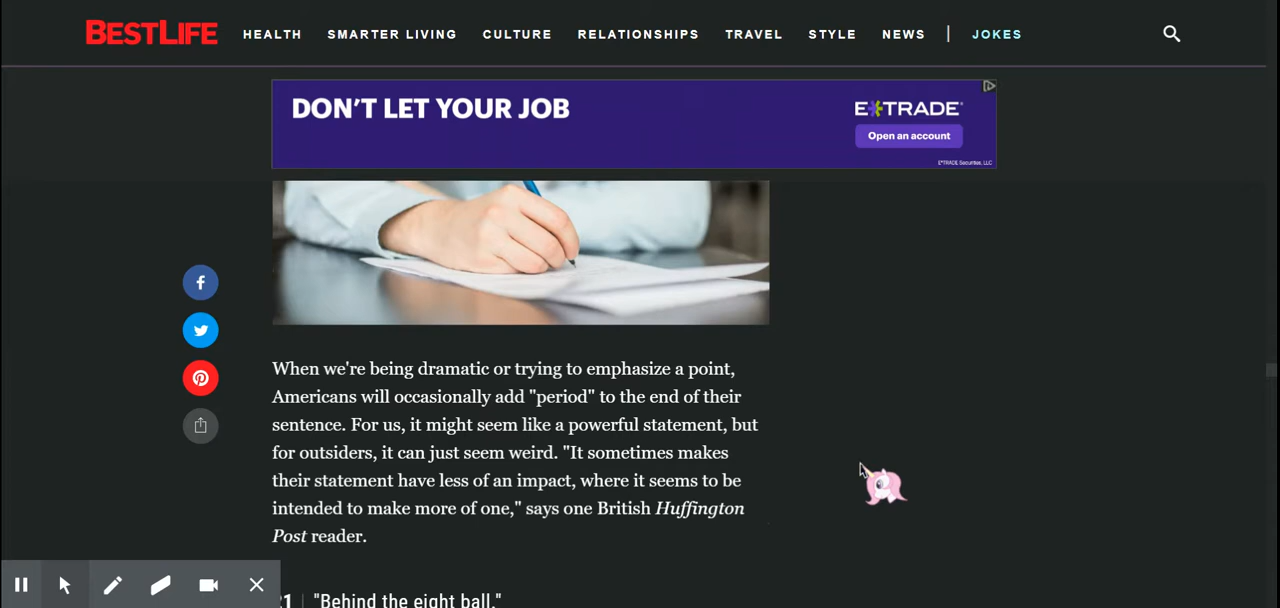 BESTLIFE HEALTH SMARTER LIVING CULTURE RELATIONSHIPS TRAVEL STYLE NEWS | JOKES
DON'T LET YOUR JOB
E*TRADE
Open an account
E*TRADE Securities, LLC
When we're being dramatic or trying to emphasize a point,
Americans will occasionally add "period" to the end of their
sentence. For us, it might seem like a powerful statement, but
for outsiders, it can just seem weird. "It sometimes makes
their statement have less of an impact, where it seems to be
intended to make more of one," says one British Huffington
Post reader.
21 | "Behind the eight ball."